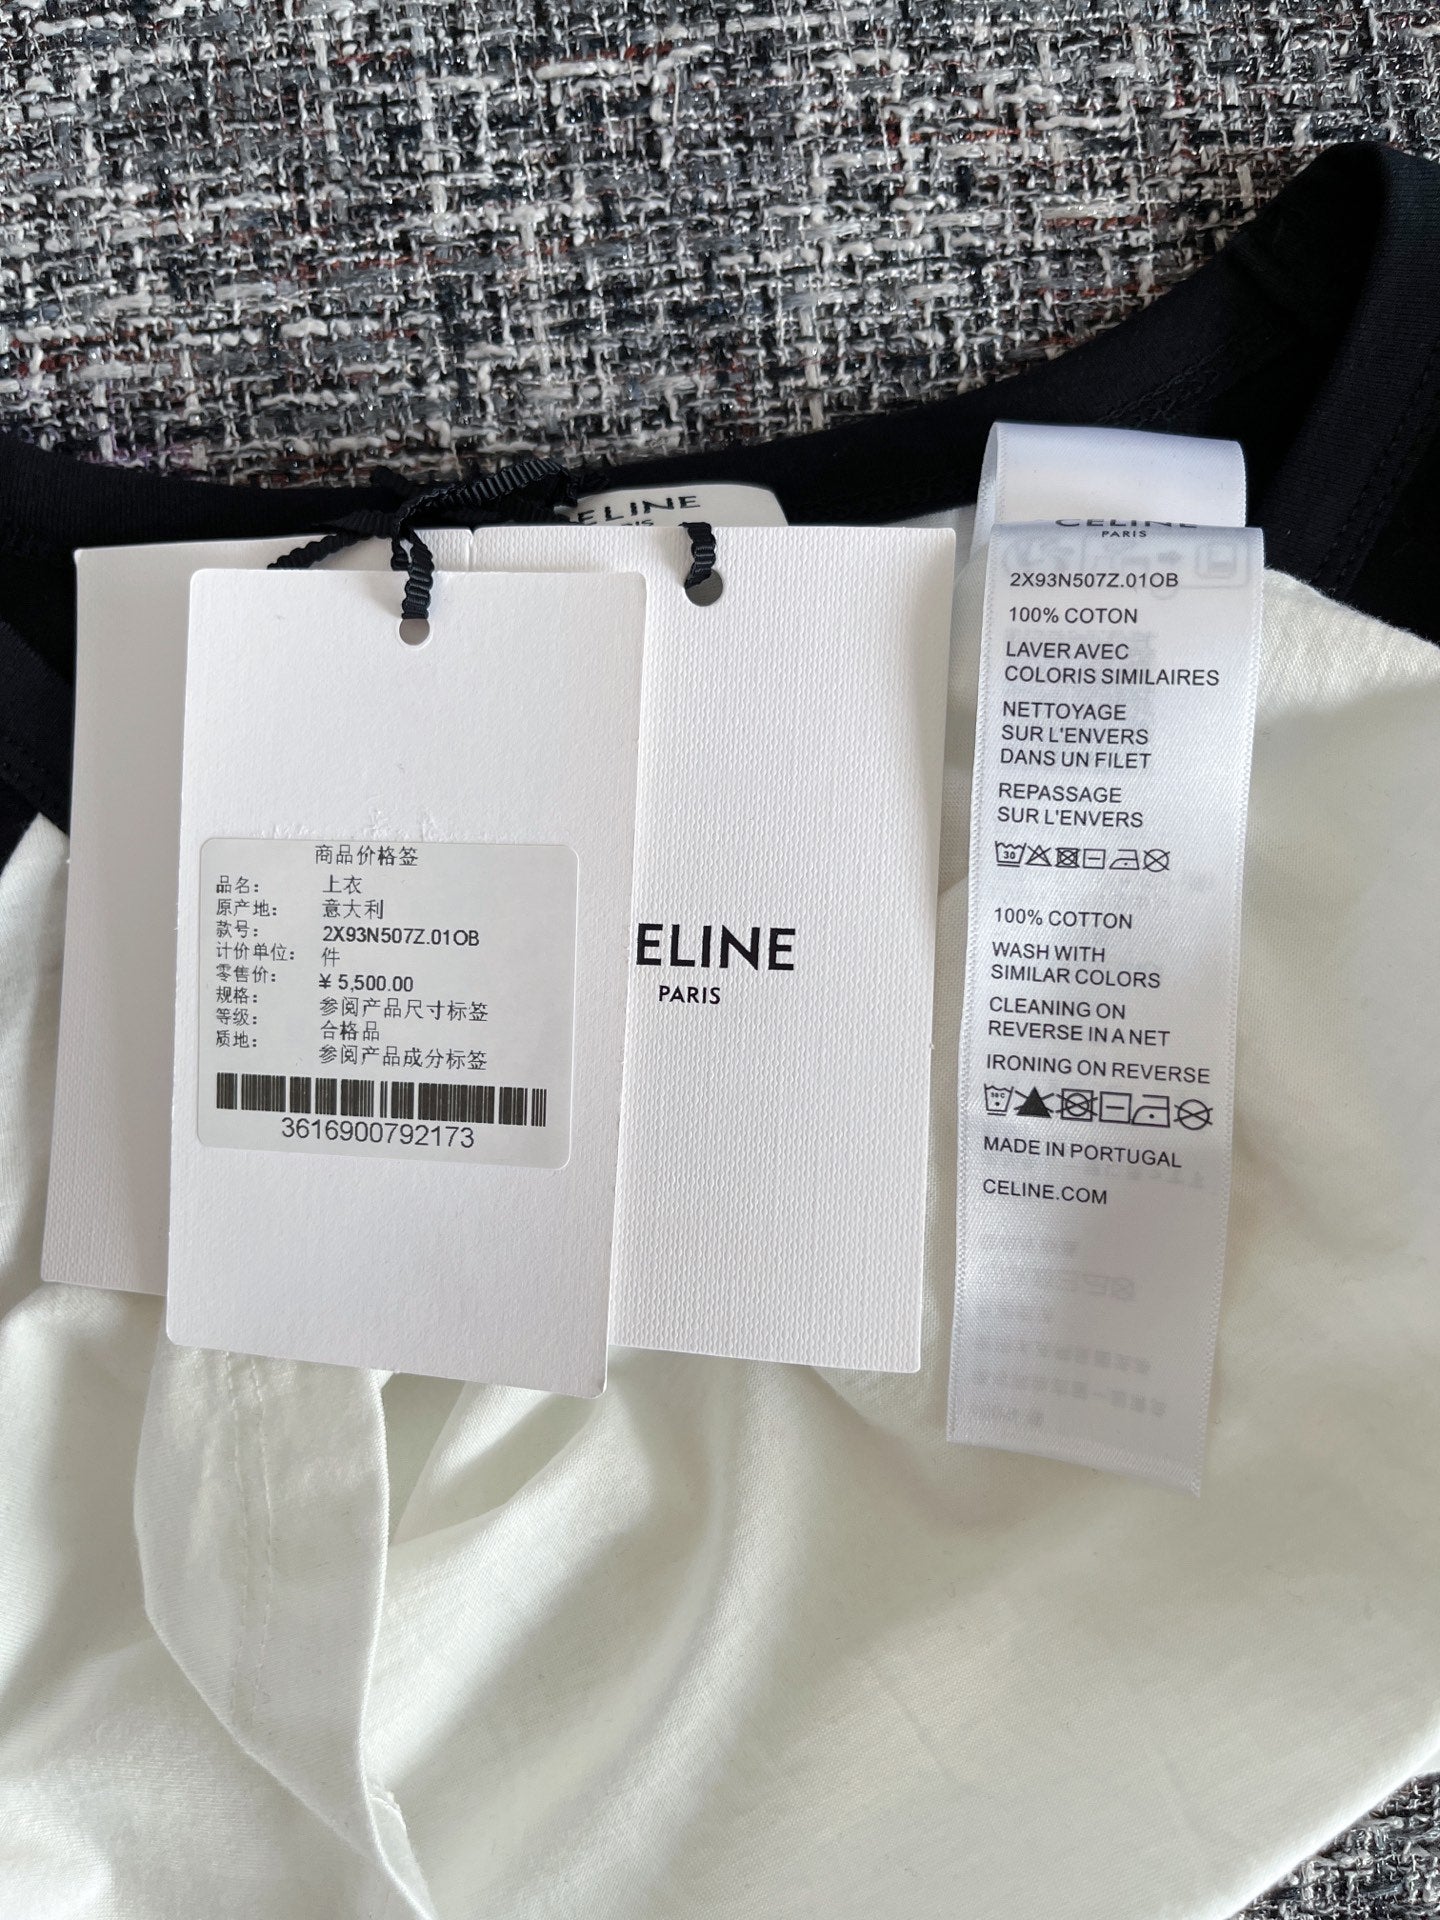 CELINE
PARIS
商品价格签
品名： 上衣
原产地： 意大利
款号： 2X93N507Z.01OB
计价单位： 件
零售价： ¥ 5,500.00
规格： 参阅产品尺寸标签
等级： 合格品
质地： 参阅产品成分标签
3616900792173
ELINE
PARIS
CELINE
PARIS
2X93N507Z.01OB
100% COTON
LAVER AVEC
COLORIS SIMILAIRES
NETTOYAGE
SUR L'ENVERS
DANS UN FILET
REPASSAGE
SUR L'ENVERS
30
100% COTTON
WASH WITH
SIMILAR COLORS
CLEANING ON
REVERSE IN A NET
IRONING ON REVERSE
MADE IN PORTUGAL
CELINE.COM